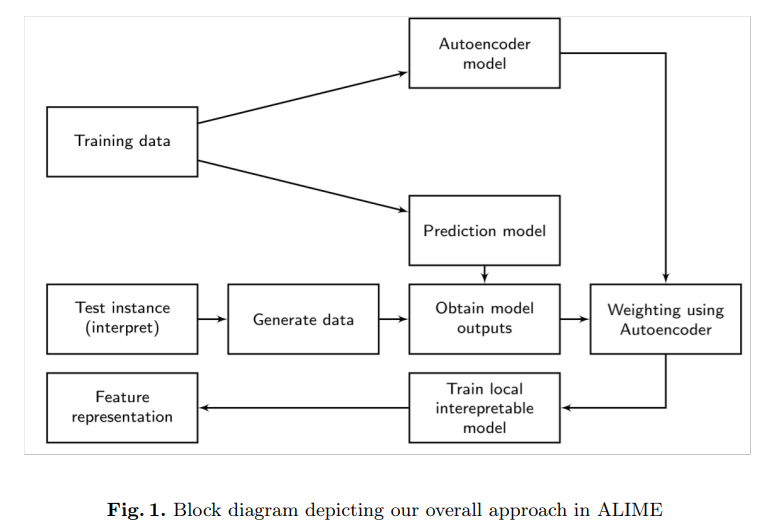 Autoencoder
model
Training data
Prediction model
Test instance
(interpret)
Generate data
Obtain model
outputs
Weighting using
Autoencoder
Feature
representation
Train local
interepretable
model
Fig. 1. Block diagram depicting our overall approach in ALIME